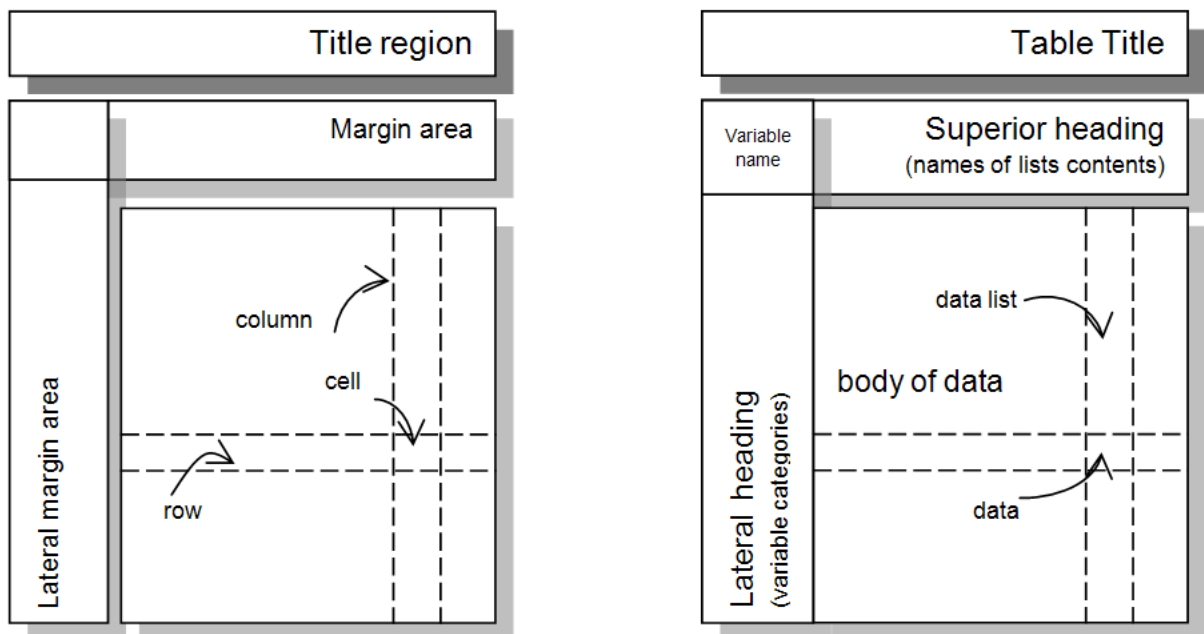 Title region
Margin area
Lateral margin area
column
cell
row
Table Title
Variable
name
Superior heading
(names of lists contents)
Lateral heading
(variable categories)
data list
body of data
data